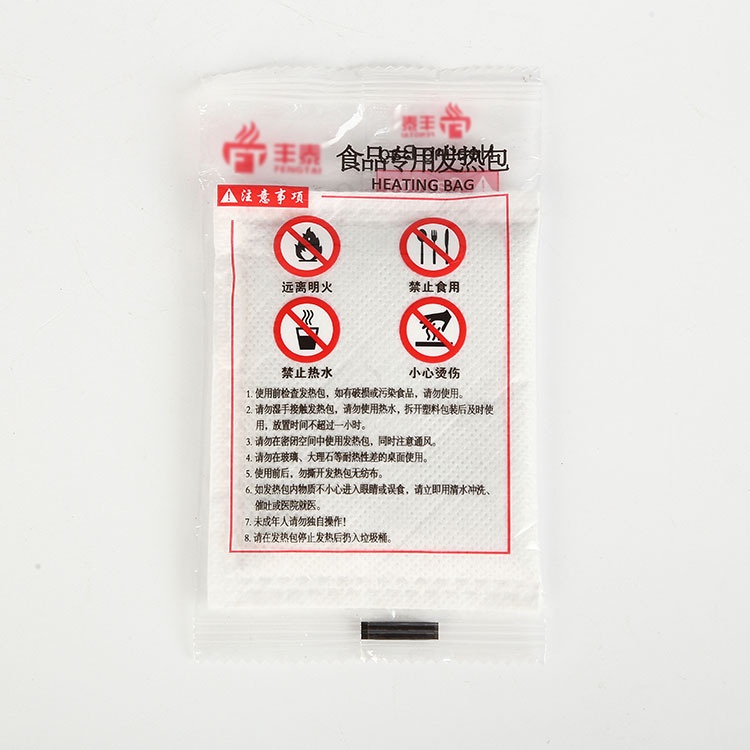 丰泰
FENGTAI
丰泰
FENGTAI
食品专用发热包
HEATING BAG
注意事项
远离明火
禁止食用
禁止热水
小心烫伤
1. 使用前检查发热包，如有破损或污染食品，请勿使用。
2. 请勿湿手接触发热包，请勿使用热水，拆开塑料包装后及时使
用，放置时间不超过一小时。
3. 请勿在密闭空间中使用发热包，同时注意通风。
4. 请勿在玻璃、大理石等耐热性差的桌面使用。
5. 使用前后，勿撕开发热包无纺布。
6. 如发热包内物质不小心进入眼睛或误食，请立即用清水冲洗、
催吐或医院就医。
7. 未成年人请勿独自操作！
8. 请在发热包停止发热后扔入垃圾桶。